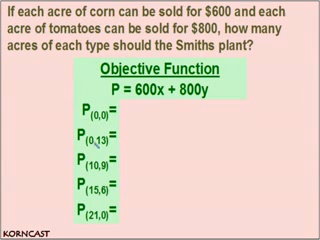 If each acre of corn can be sold for $600 and each
acre of tomatoes can be sold for $800, how many
acres of each type should the Smiths plant?
Objective Function
P = 600x + 800y
P(0,0)=
P(0,13)=
P(10,9)=
P(15,6)=
P(21,0)=
KORNCAST